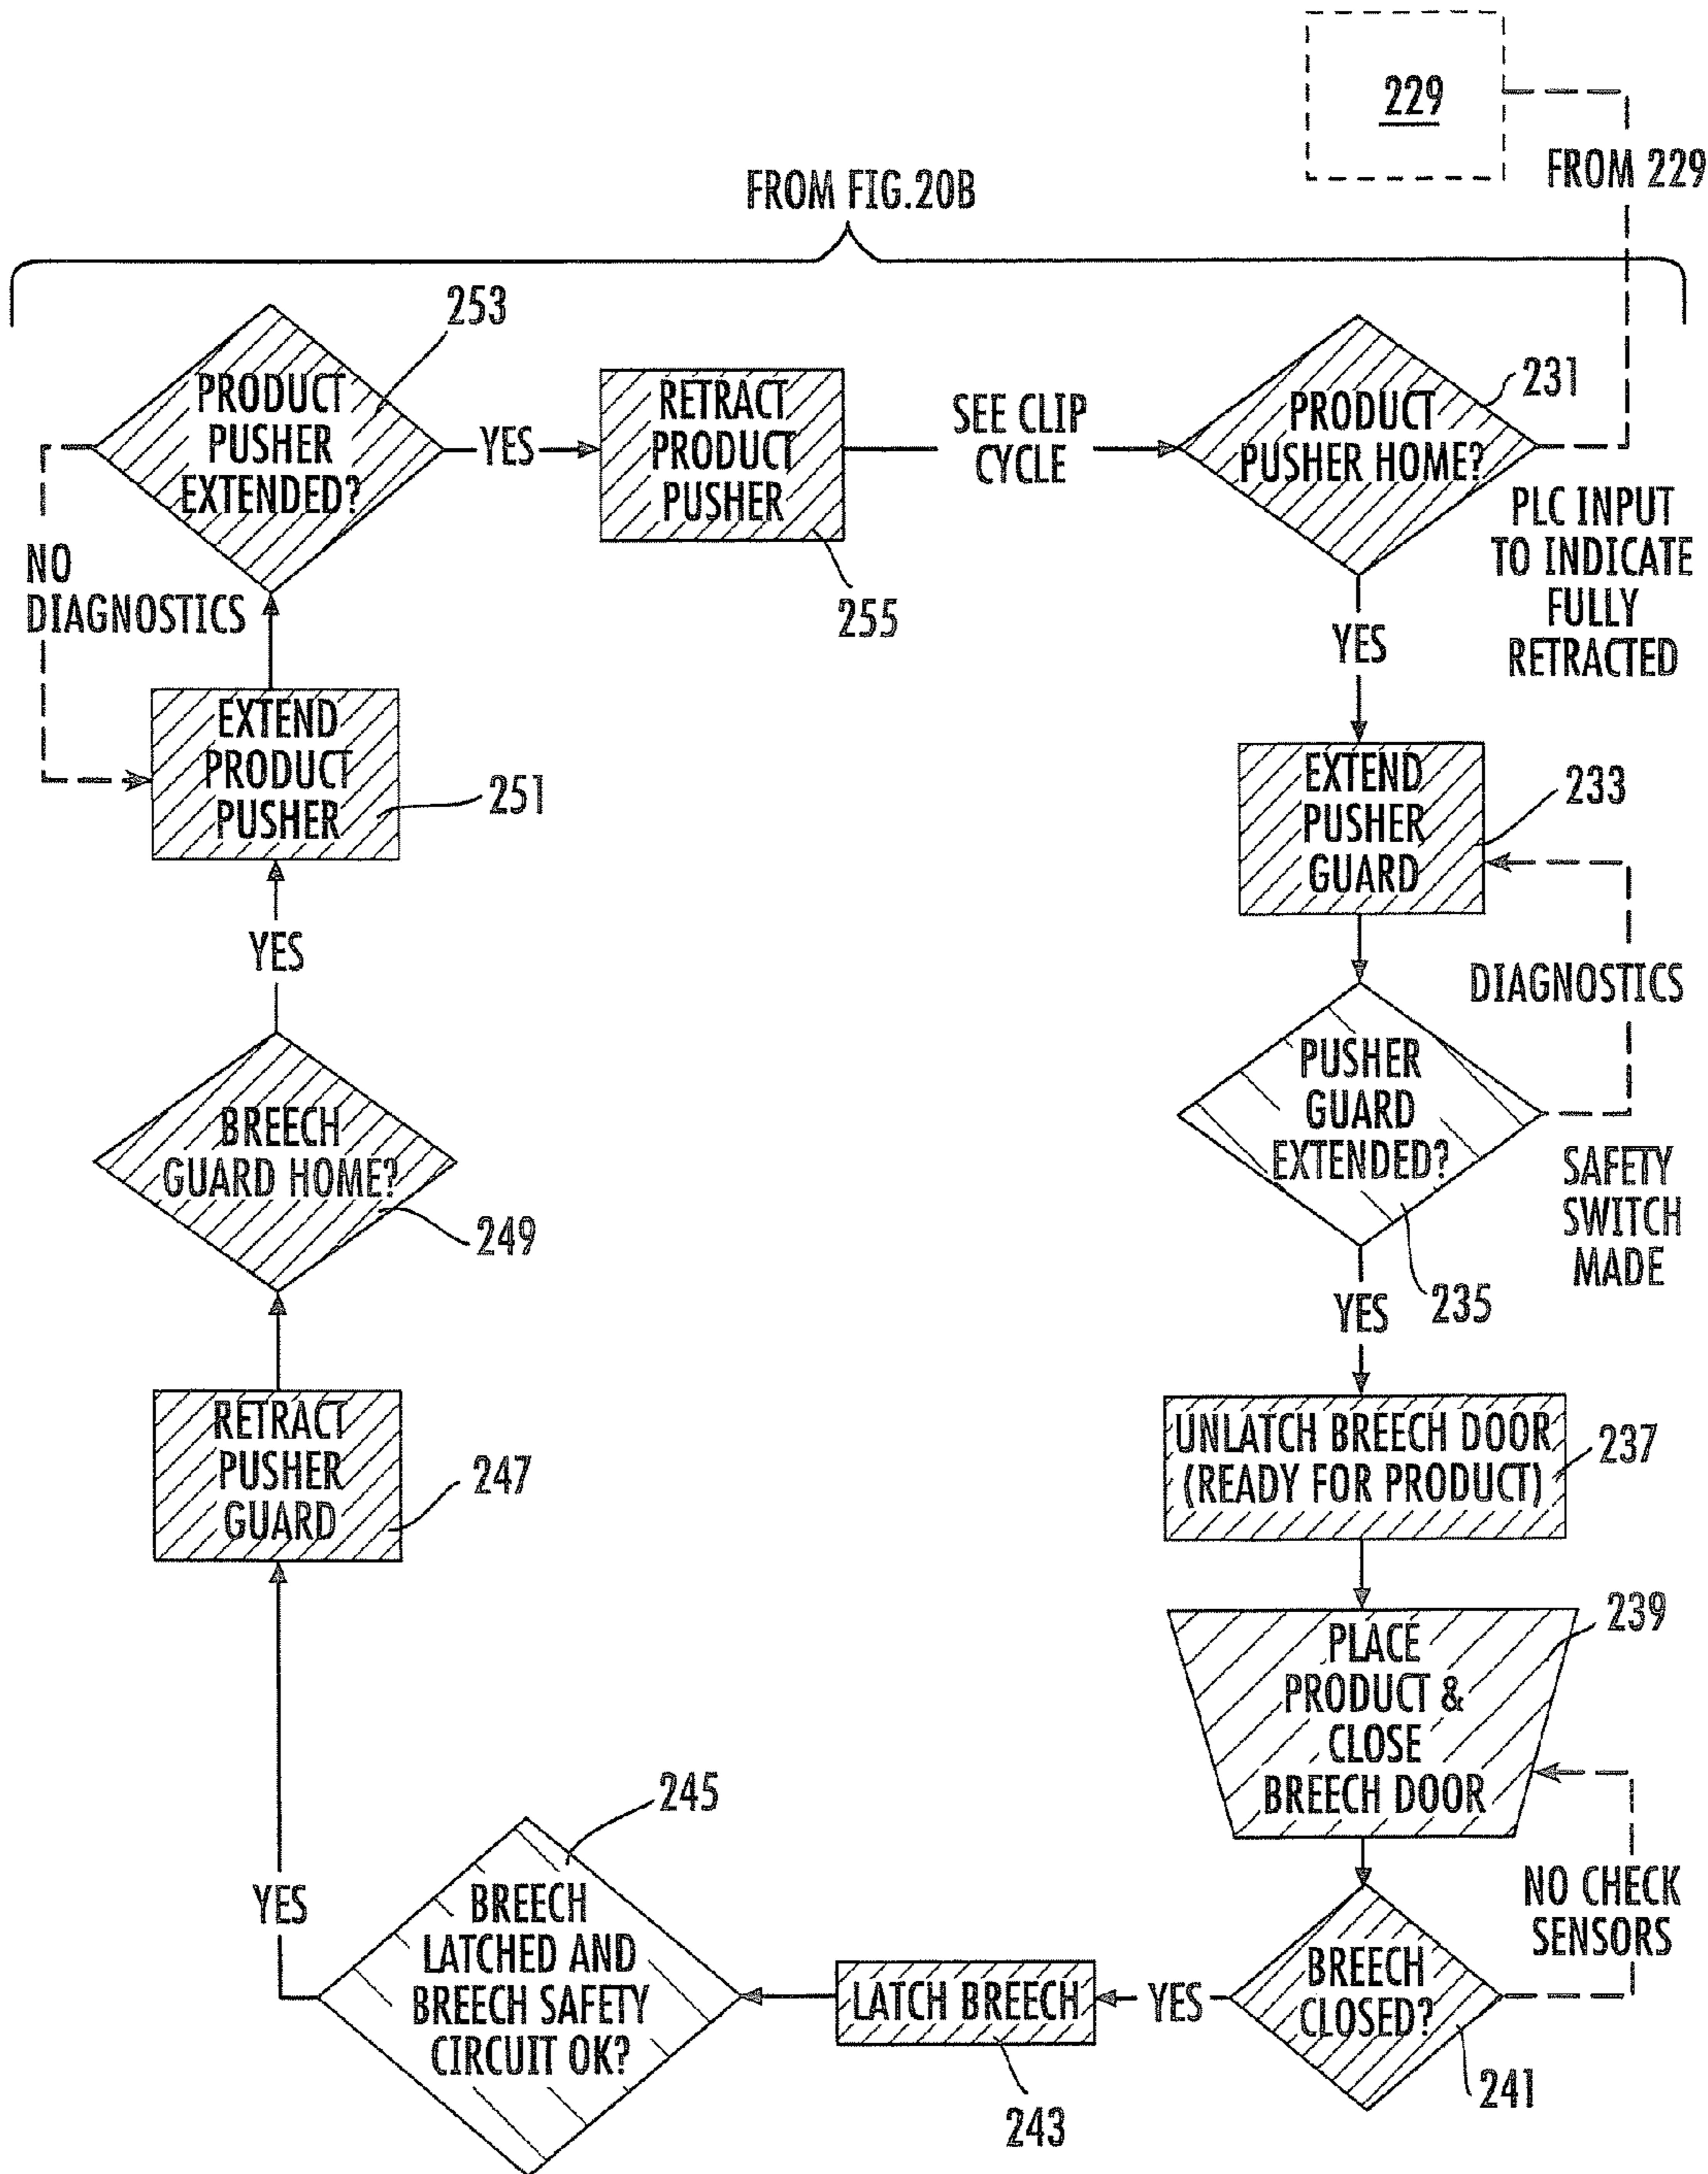 229
FROM 229
FROM FIG.20B
253
PRODUCT
PUSHER
EXTENDED?
YES
RETRACT
PRODUCT
PUSHER
255
SEE CLIP
CYCLE
PRODUCT
PUSHER HOME?
231
PLC INPUT
TO INDICATE
FULLY
RETRACTED
YES
NO
DIAGNOSTICS
EXTEND
PRODUCT
PUSHER
251
EXTEND
PUSHER
GUARD
233
YES
DIAGNOSTICS
PUSHER
GUARD
EXTENDED?
SAFETY
SWITCH
MADE
235
YES
BREECH
GUARD HOME?
249
RETRACT
PUSHER
GUARD
247
UNLATCH BREECH DOOR
(READY FOR PRODUCT)
237
PLACE
PRODUCT &
CLOSE
BREECH DOOR
239
NO CHECK
SENSORS
BREECH
CLOSED?
241
YES
LATCH BREECH
243
245
BREECH
LATCHED AND
BREECH SAFETY
CIRCUIT OK?
YES